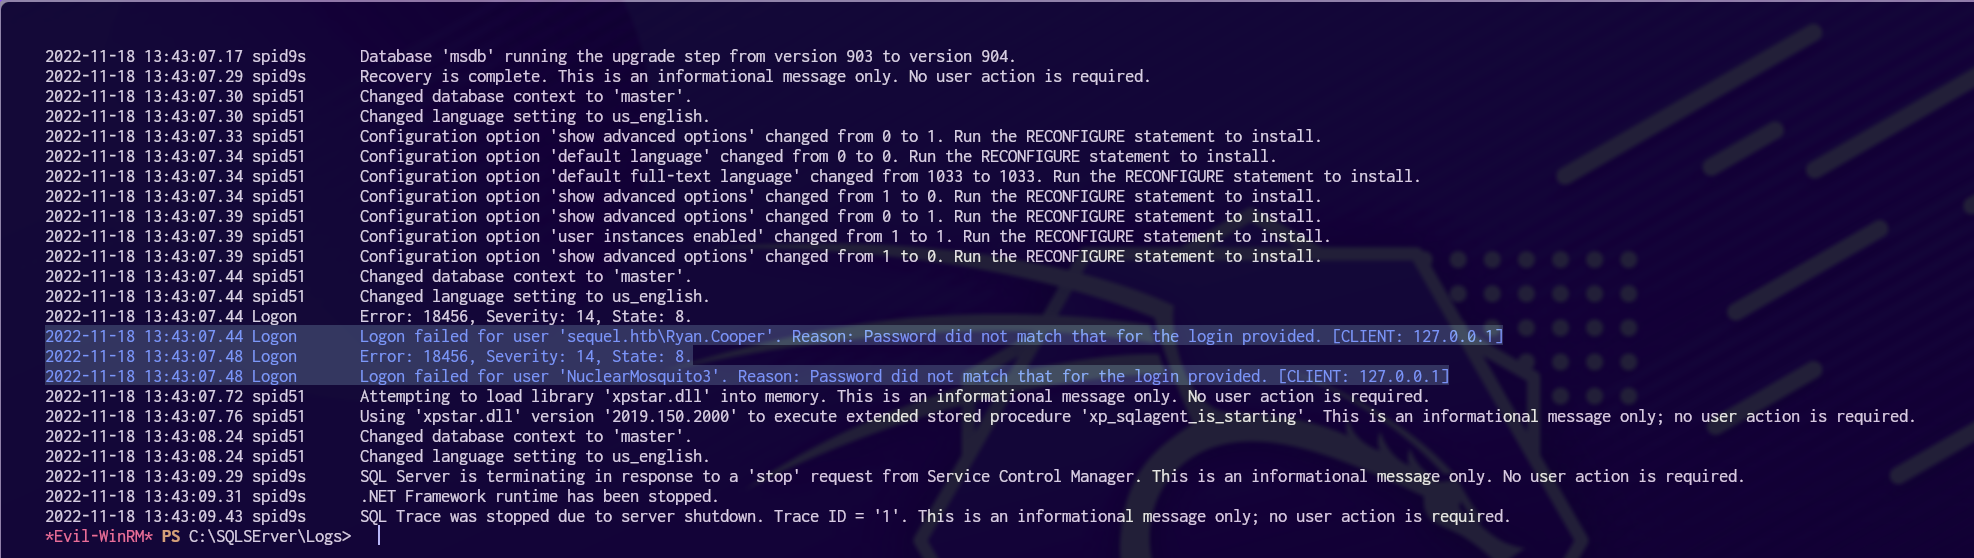 2022-11-18 13:43:07.17 spid9s      Database 'msdb' running the upgrade step from version 903 to version 904.
2022-11-18 13:43:07.29 spid9s      Recovery is complete. This is an informational message only. No user action is required.
2022-11-18 13:43:07.30 spid51      Changed database context to 'master'.
2022-11-18 13:43:07.30 spid51      Changed language setting to us_english.
2022-11-18 13:43:07.33 spid51      Configuration option 'show advanced options' changed from 0 to 1. Run the RECONFIGURE statement to install.
2022-11-18 13:43:07.34 spid51      Configuration option 'default language' changed from 0 to 0. Run the RECONFIGURE statement to install.
2022-11-18 13:43:07.34 spid51      Configuration option 'default full-text language' changed from 1033 to 1033. Run the RECONFIGURE statement to install.
2022-11-18 13:43:07.34 spid51      Configuration option 'show advanced options' changed from 1 to 0. Run the RECONFIGURE statement to install.
2022-11-18 13:43:07.39 spid51      Configuration option 'show advanced options' changed from 0 to 1. Run the RECONFIGURE statement to install.
2022-11-18 13:43:07.39 spid51      Configuration option 'user instances enabled' changed from 1 to 1. Run the RECONFIGURE statement to install.
2022-11-18 13:43:07.39 spid51      Configuration option 'show advanced options' changed from 1 to 0. Run the RECONFIGURE statement to install.
2022-11-18 13:43:07.44 spid51      Changed database context to 'master'.
2022-11-18 13:43:07.44 spid51      Changed language setting to us_english.
2022-11-18 13:43:07.44 Logon       Error: 18456, Severity: 14, State: 8.
2022-11-18 13:43:07.44 Logon       Logon failed for user 'sequel.htb\Ryan.Cooper'. Reason: Password did not match that for the login provided. [CLIENT: 127.0.0.1]
2022-11-18 13:43:07.48 Logon       Error: 18456, Severity: 14, State: 8.
2022-11-18 13:43:07.48 Logon       Logon failed for user 'NuclearMosquito3'. Reason: Password did not match that for the login provided. [CLIENT: 127.0.0.1]
2022-11-18 13:43:07.72 spid51      Attempting to load library 'xpstar.dll' into memory. This is an informational message only. No user action is required.
2022-11-18 13:43:07.76 spid51      Using 'xpstar.dll' version '2019.150.2000' to execute extended stored procedure 'xp_sqlagent_is_starting'. This is an informational message only; no user action is required.
2022-11-18 13:43:08.24 spid51      Changed database context to 'master'.
2022-11-18 13:43:08.24 spid51      Changed language setting to us_english.
2022-11-18 13:43:09.29 spid9s      SQL Server is terminating in response to a 'stop' request from Service Control Manager. This is an informational message only. No user action is required.
2022-11-18 13:43:09.31 spid9s      .NET Framework runtime has been stopped.
2022-11-18 13:43:09.43 spid9s      SQL Trace was stopped due to server shutdown. Trace ID = '1'. This is an informational message only; no user action is required.
*Evil-WinRM* PS C:\SQLSErver\Logs>